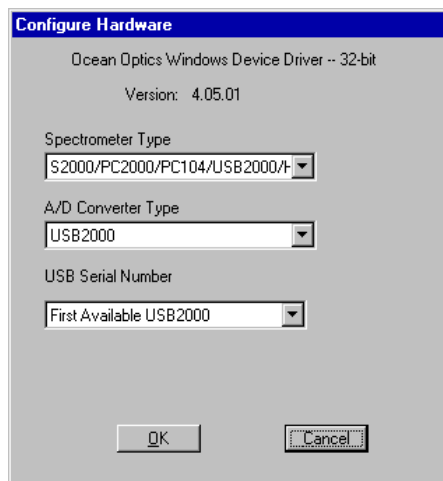 Configure Hardware
Ocean Optics Windows Device Driver -- 32-bit
Version: 4.05.01
Spectrometer Type
S2000/PC2000/PC104/USB2000/H
A/D Converter Type
USB2000
USB Serial Number
First Available USB2000
OK Cancel